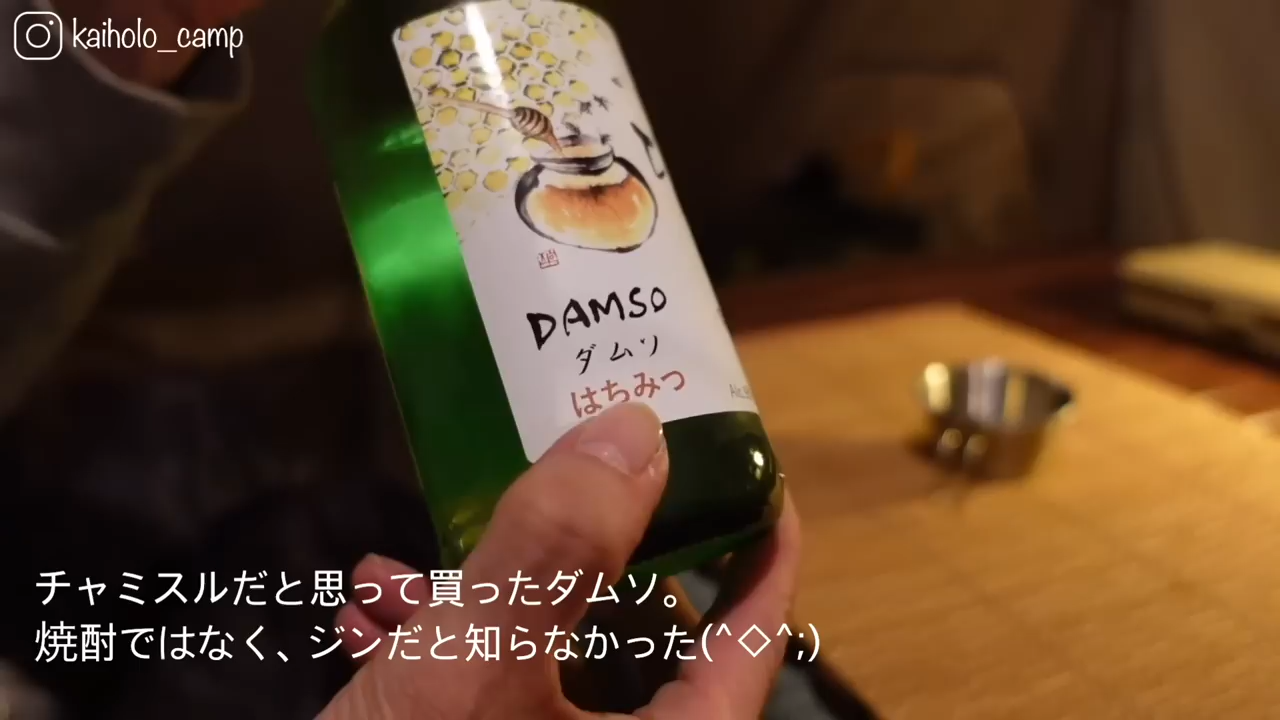 kaiholo_camp
DAMSO
ダムソ
はちみつ
チャミスルだと思って買ったダムソ。
焼酎ではなく、ジンだと知らなかった(^◇^;)